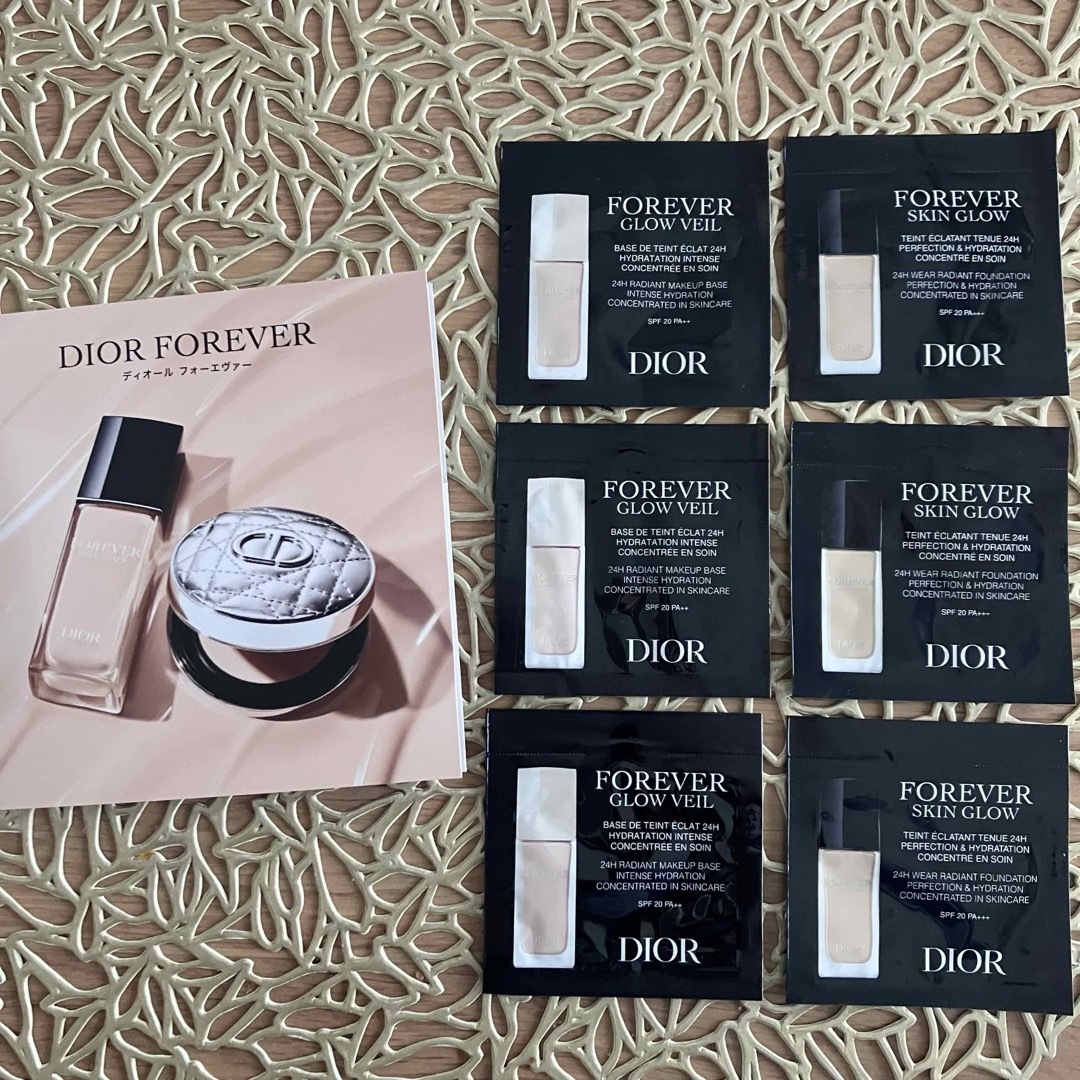 DIOR FOREVER
ディオール フォーエヴァー
FOREVER
DIOR
CD
FOREVER
GLOW VEIL
BASE DE TEINT ÉCLAT 24H
HYDRATATION INTENSE
CONCENTRÉE EN SOIN
24H RADIANT MAKEUP BASE
INTENSE HYDRATION
CONCENTRATED IN SKINCARE
SPF 20 PA++
DIOR
FOREVER
SKIN GLOW
TEINT ÉCLATANT TENUE 24H
PERFECTION & HYDRATATION
CONCENTRÉ EN SOIN
24H WEAR RADIANT FOUNDATION
PERFECTION & HYDRATION
CONCENTRATED IN SKINCARE
SPF 20 PA+++
DIOR
FOREVER
GLOW VEIL
BASE DE TEINT ÉCLAT 24H
HYDRATATION INTENSE
CONCENTRÉE EN SOIN
24H RADIANT MAKEUP BASE
INTENSE HYDRATION
CONCENTRATED IN SKINCARE
SPF 20 PA++
DIOR
FOREVER
SKIN GLOW
TEINT ÉCLATANT TENUE 24H
PERFECTION & HYDRATATION
CONCENTRÉ EN SOIN
24H WEAR RADIANT FOUNDATION
PERFECTION & HYDRATION
CONCENTRATED IN SKINCARE
SPF 20 PA+++
DIOR
FOREVER
GLOW VEIL
BASE DE TEINT ÉCLAT 24H
HYDRATATION INTENSE
CONCENTRÉE EN SOIN
24H RADIANT MAKEUP BASE
INTENSE HYDRATION
CONCENTRATED IN SKINCARE
SPF 20 PA++
DIOR
FOREVER
SKIN GLOW
TEINT ÉCLATANT TENUE 24H
PERFECTION & HYDRATATION
CONCENTRÉ EN SOIN
24H WEAR RADIANT FOUNDATION
PERFECTION & HYDRATION
CONCENTRATED IN SKINCARE
SPF 20 PA+++
DIOR